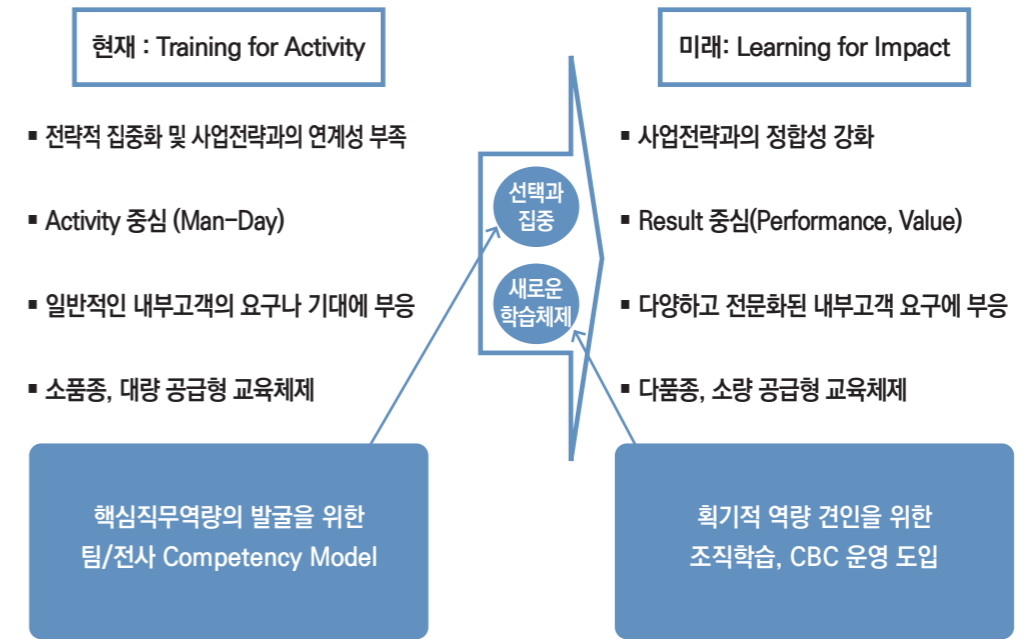 현재 : Training for Activity
▪ 전략적 집중화 및 사업전략과의 연계성 부족
▪ Activity 중심 (Man-Day)
▪ 일반적인 내부고객의 요구나 기대에 부응
▪ 소품종, 대량 공급형 교육체제
핵심직무역량의 발굴을 위한
팀/전사 Competency Model
선택과
집중
새로운
학습체제
미래: Learning for Impact
▪ 사업전략과의 정합성 강화
▪ Result 중심(Performance, Value)
▪ 다양하고 전문화된 내부고객 요구에 부응
▪ 다품종, 소량 공급형 교육체제
획기적 역량 견인을 위한
조직학습, CBC 운영 도입